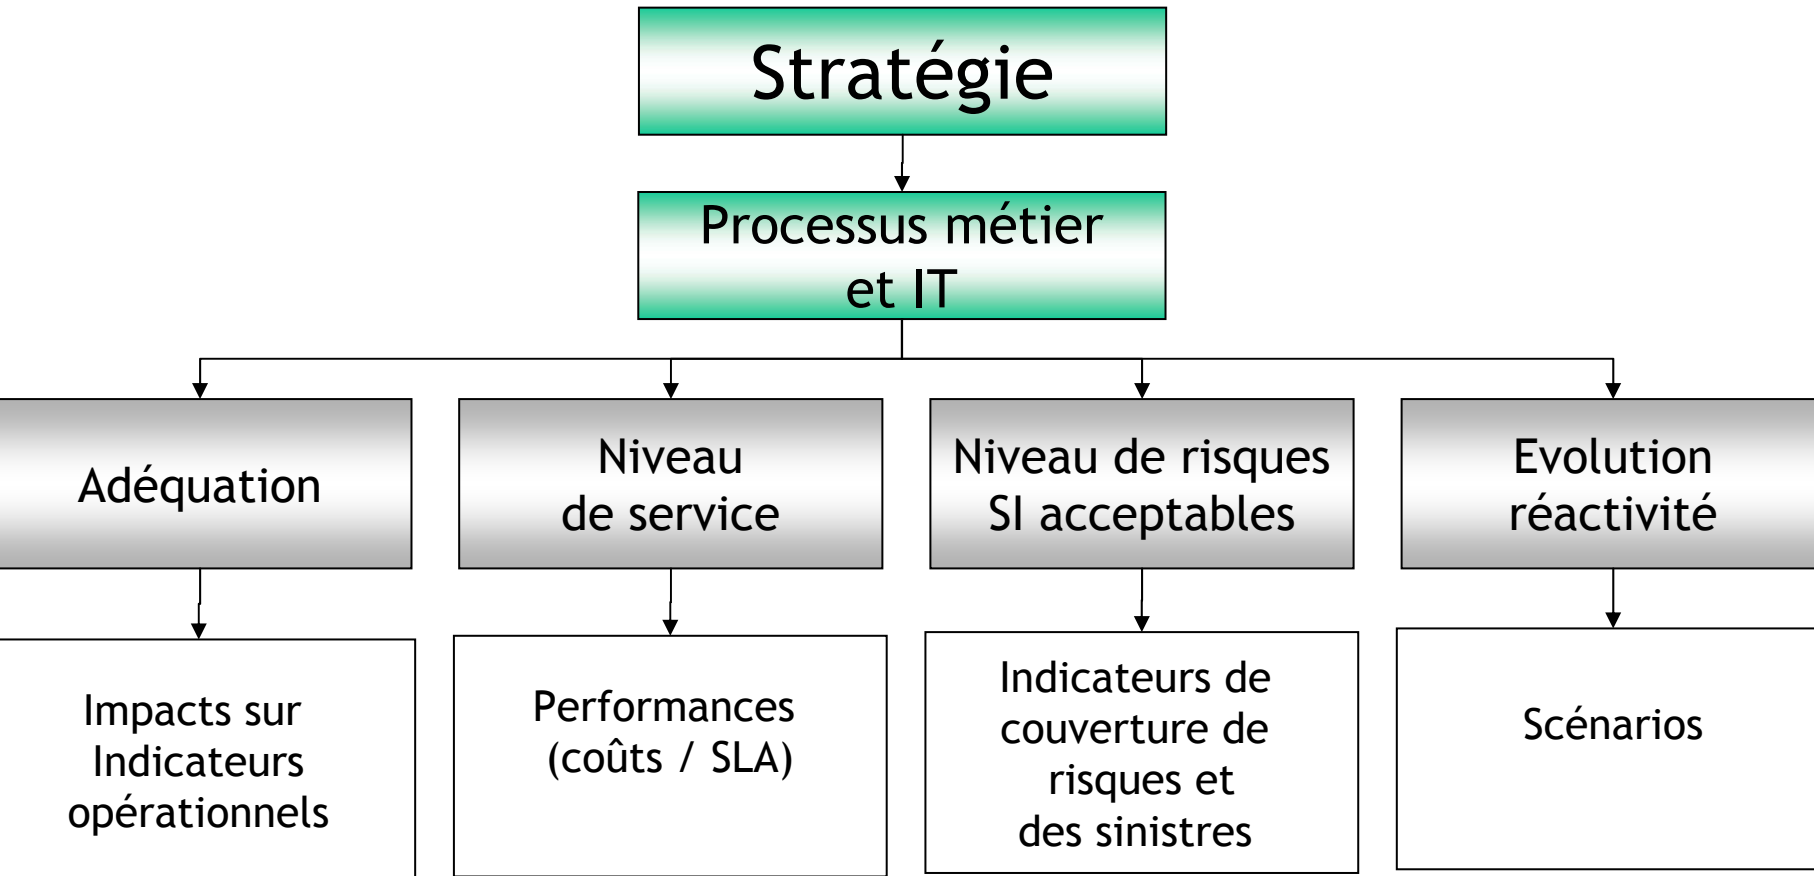 Stratégie
Processus métier
et IT
Adéquation
Niveau
de service
Niveau de risques
SI acceptables
Evolution
réactivité
Impacts sur
Indicateurs
opérationnels
Performances
(coûts / SLA)
Indicateurs de
couverture de
risques et
des sinistres
Scénarios